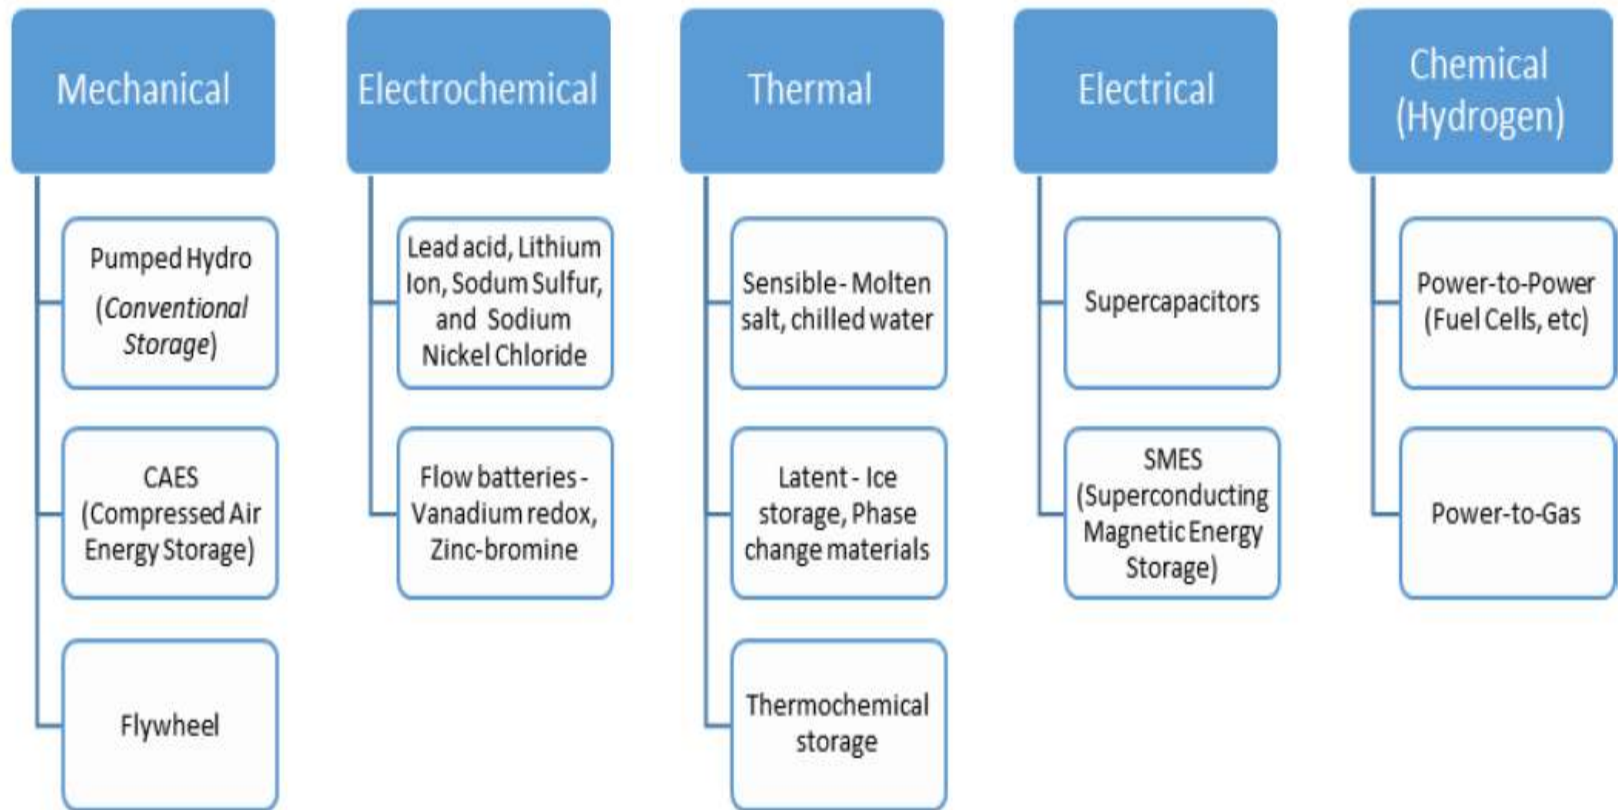 Mechanical
Pumped Hydro
(Conventional
Storage)
CAES
(Compressed Air
Energy Storage)
Flywheel
Electrochemical
Lead acid, Lithium
Ion, Sodum Sulfur,
and Sodium
Nickel Chloride
Flow batteries -
Vanadium redox,
Zinc-bromine
Thermal
Sensible - Molten
salt, chilled water
Latent - Ice
storage, Phase
change materials
Thermochemical
storage
Electrical
Supercapacitors
SMES
(Superconducting
Magnetic Energy
Storage)
Chemical
(Hydrogen)
Power-to-Power
(Fuel Cells, etc)
Power-to-Gas